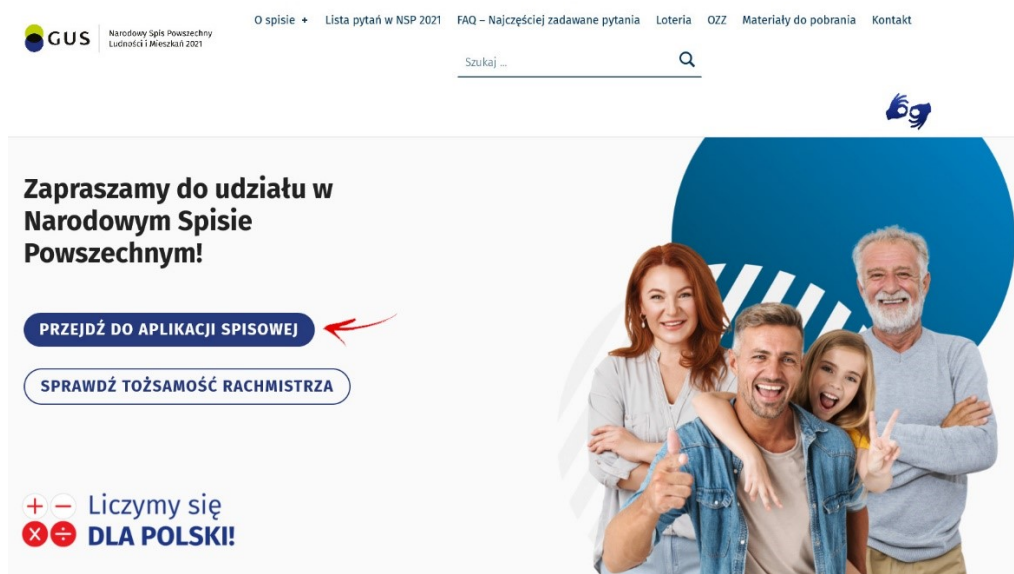 GUS
Narodowy Spis Powszechny
Ludności i Mieszkań 2021
O spisie + Lista pytań w NSP 2021 FAQ – Najczęściej zadawane pytania Loteria OZZ Materiały do pobrania Kontakt
Szukaj ...
Zapraszamy do udziału w
Narodowym Spisie
Powszechnym!
PRZEJDŹ DO APLIKACJI SPISOWEJ
SPRAWDŹ TOŻSAMOŚĆ RACHMISTRZA
Liczymy się
DLA POLSKI!